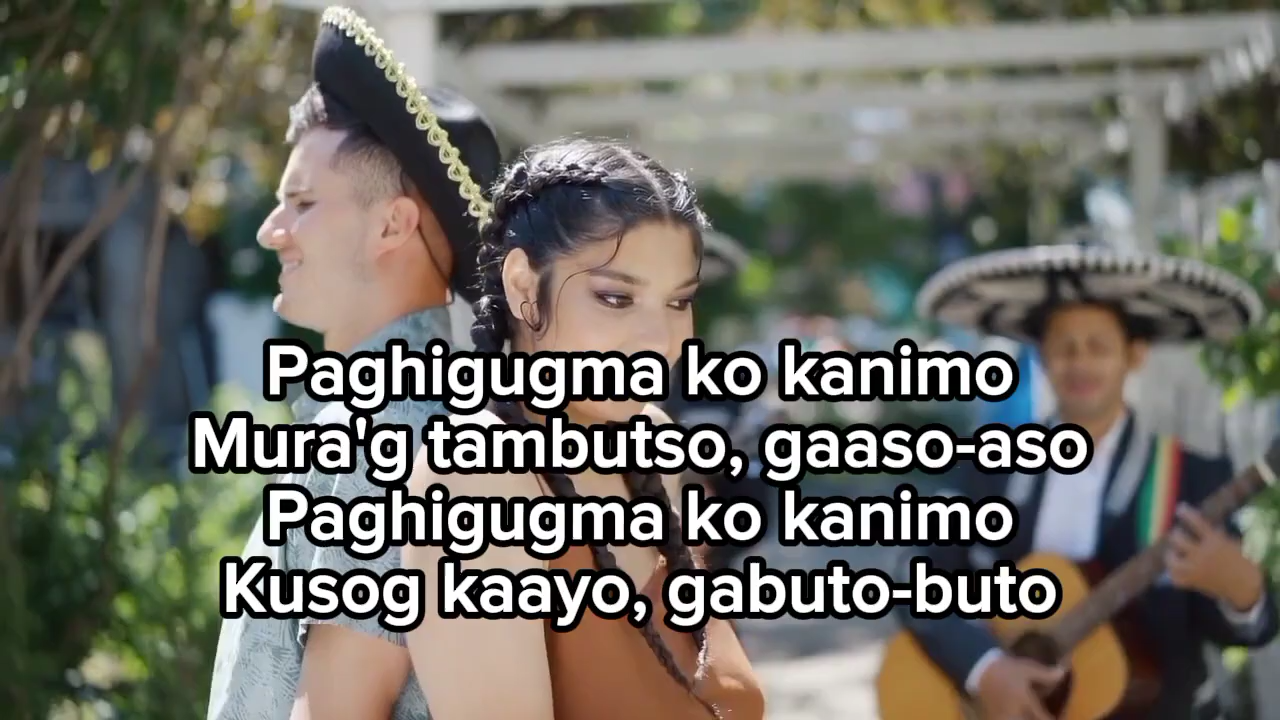 Paghigugma ko kanimo
Mura'g tambutso, gaaso-aso
Paghigugma ko kanimo
Kusog kaayo, gabuto-buto